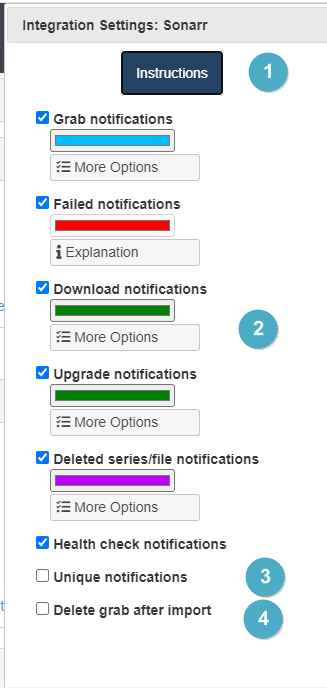 Integration Settings: Sonarr
Instructions
1
Grab notifications
More Options
Failed notifications
Explanation
Download notifications
2
More Options
Upgrade notifications
More Options
Deleted series/file notifications
More Options
Health check notifications
Unique notifications
3
Delete grab after import
4